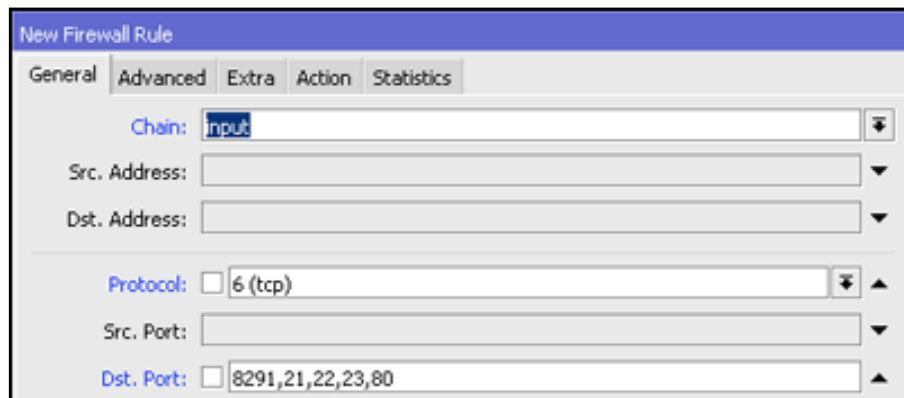 New Firewall Rule
General Advanced Extra Action Statistics
Chain: input
Src. Address:
Dst. Address:
Protocol: 6 (tcp)
Src. Port:
Dst. Port: 8291,21,22,23,80